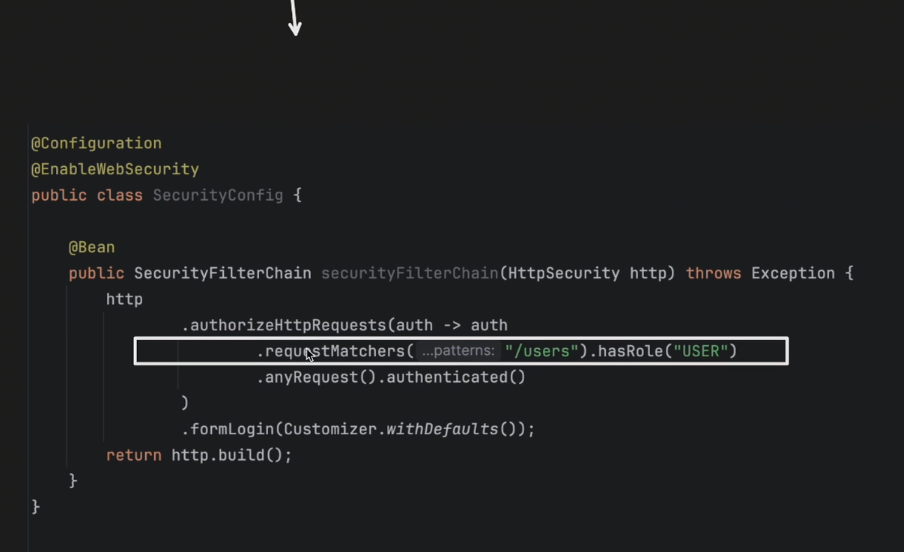 @Configuration
@EnableWebSecurity
public class SecurityConfig {
@Bean
public SecurityFilterChain securityFilterChain(HttpSecurity http) throws Exception {
http
.authorizeHttpRequests(auth -> auth
.requestMatchers( ...patterns: "/users").hasRole("USER")
.anyRequest().authenticated()
)
.formLogin(Customizer.withDefaults());
return http.build();
}
}